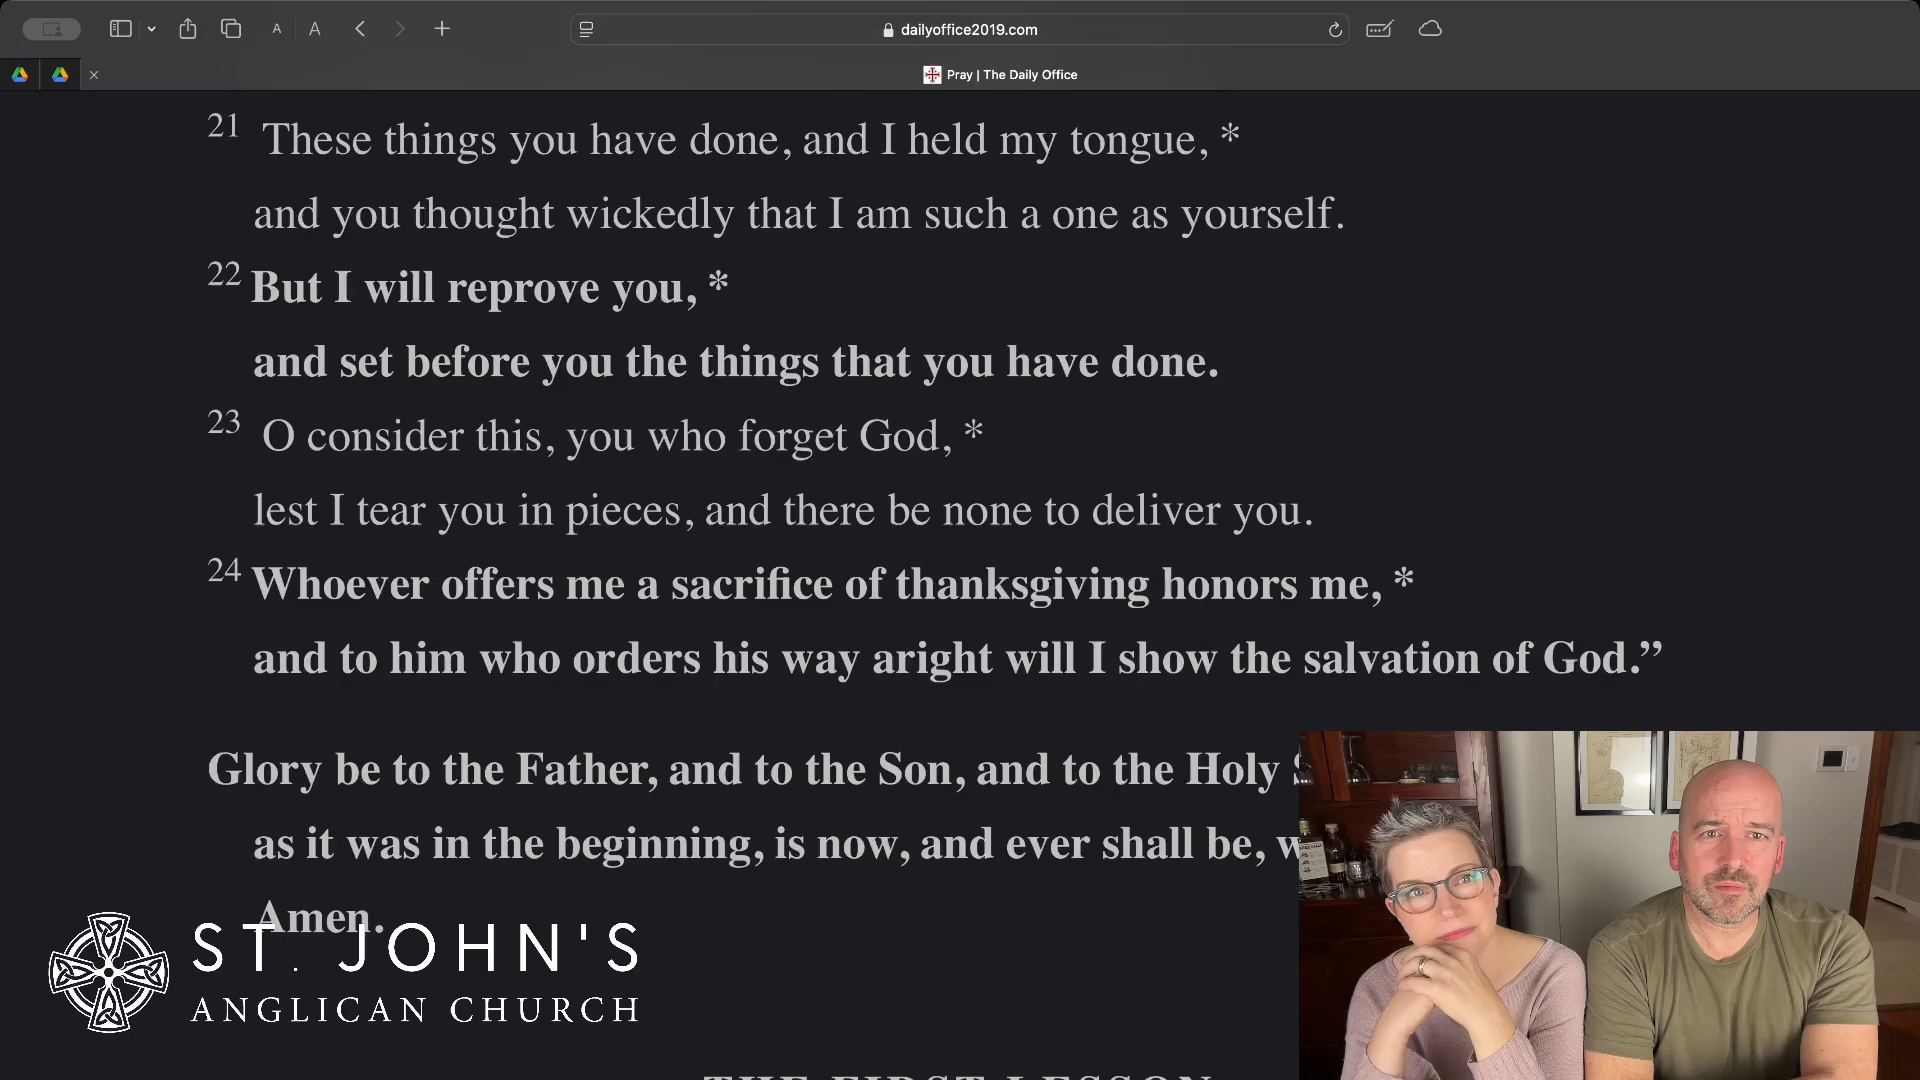 A A
dailyoffice2019.com
Pray | The Daily Office
21 These things you have done, and I held my tongue, *
and you thought wickedly that I am such a one as yourself.
22 But I will reprove you, *
and set before you the things that you have done.
23 O consider this, you who forget God, *
lest I tear you in pieces, and there be none to deliver you.
24 Whoever offers me a sacrifice of thanksgiving honors me, *
and to him who orders his way aright will I show the salvation of God.”
Glory be to the Father, and to the Son, and to the Holy
as it was in the beginning, is now, and ever shall be,
Amen.
ST. JOHN'S
ANGLICAN CHURCH
THE FIRST LESSON